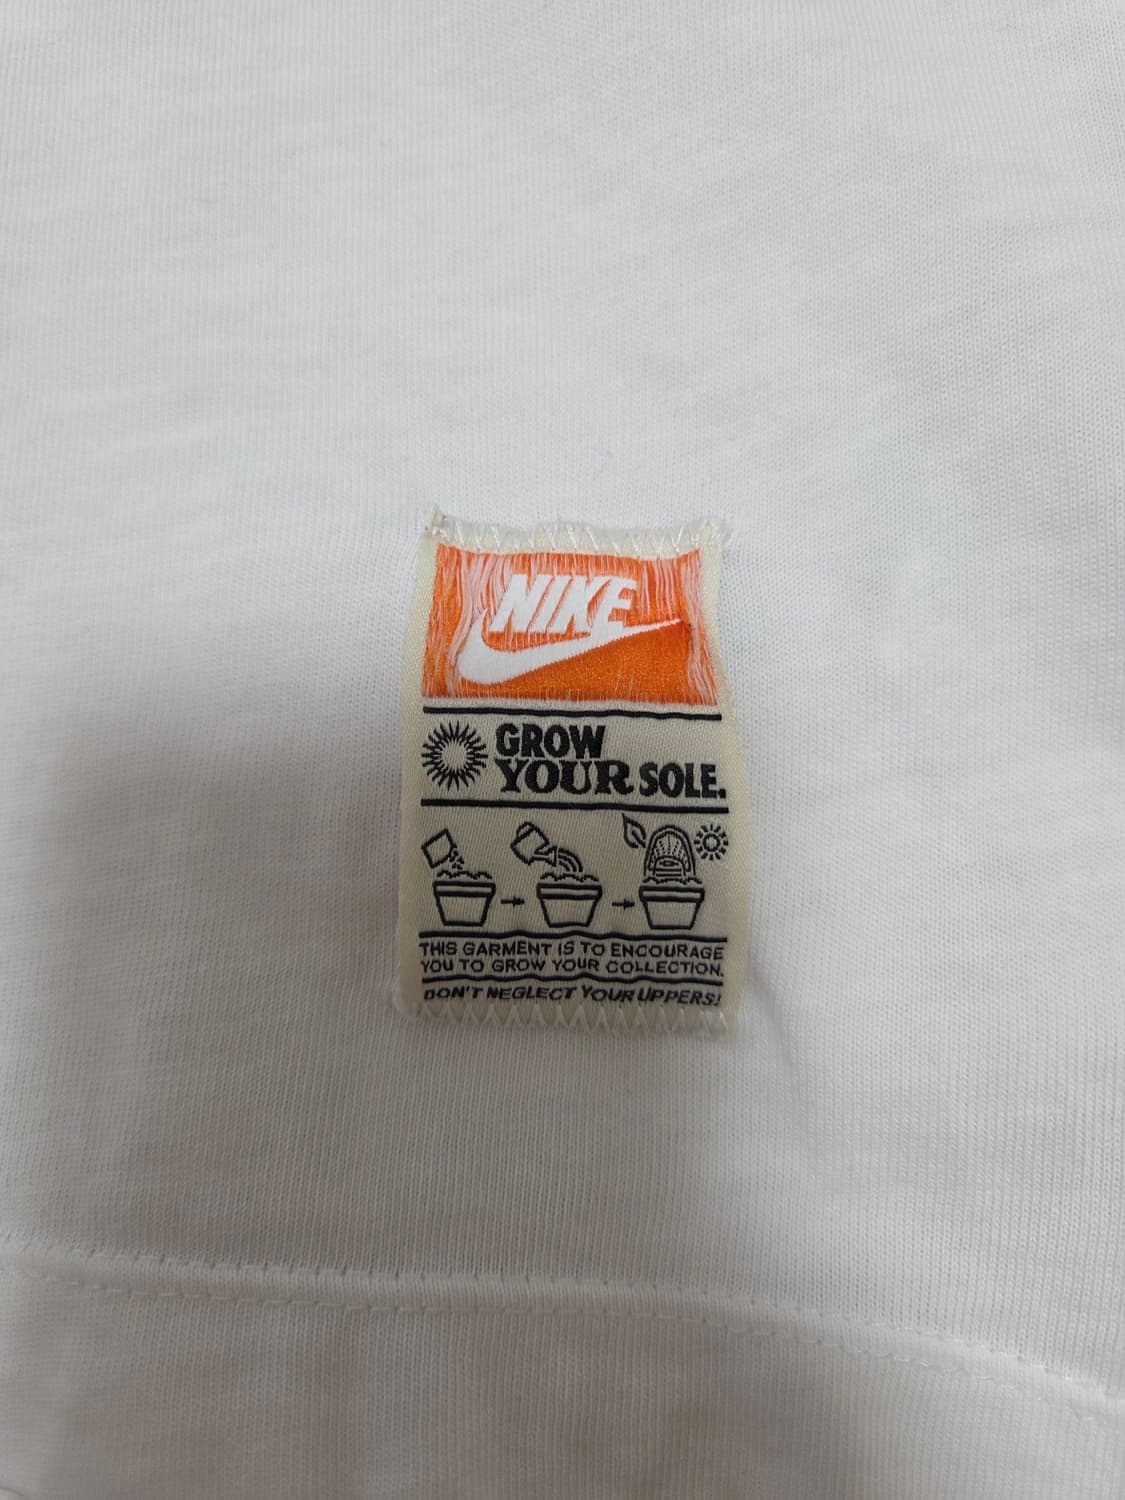 NIKE
GROW
YOUR SOLE.
THIS GARMENT IS TO ENCOURAGE
YOU TO GROW YOUR COLLECTION.
DON'T NEGLECT YOUR UPPERS!